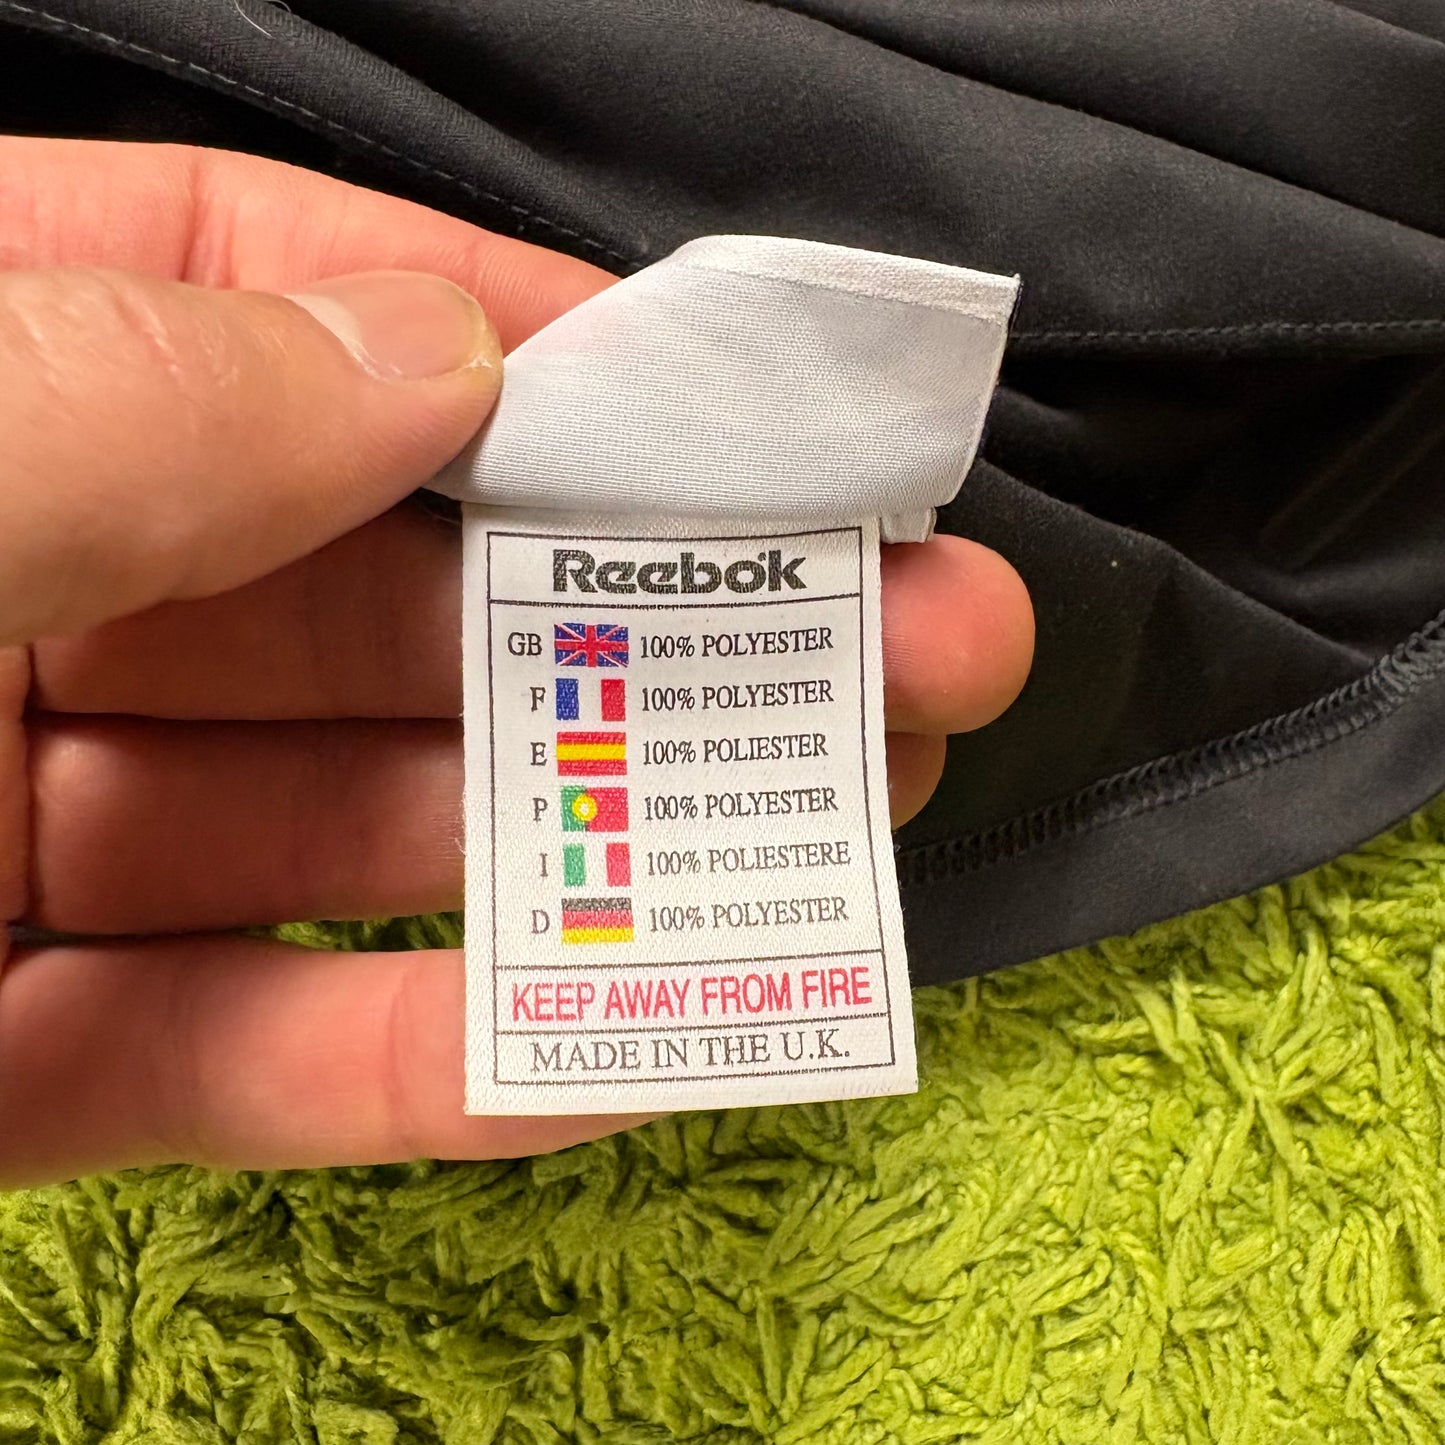 Reebok
GB 100% POLYESTER
F 100% POLYESTER
E 100% POLIESTER
P 100% POLYESTER
I 100% POLIESTERE
D 100% POLYESTER
KEEP AWAY FROM FIRE
MADE IN THE U.K.